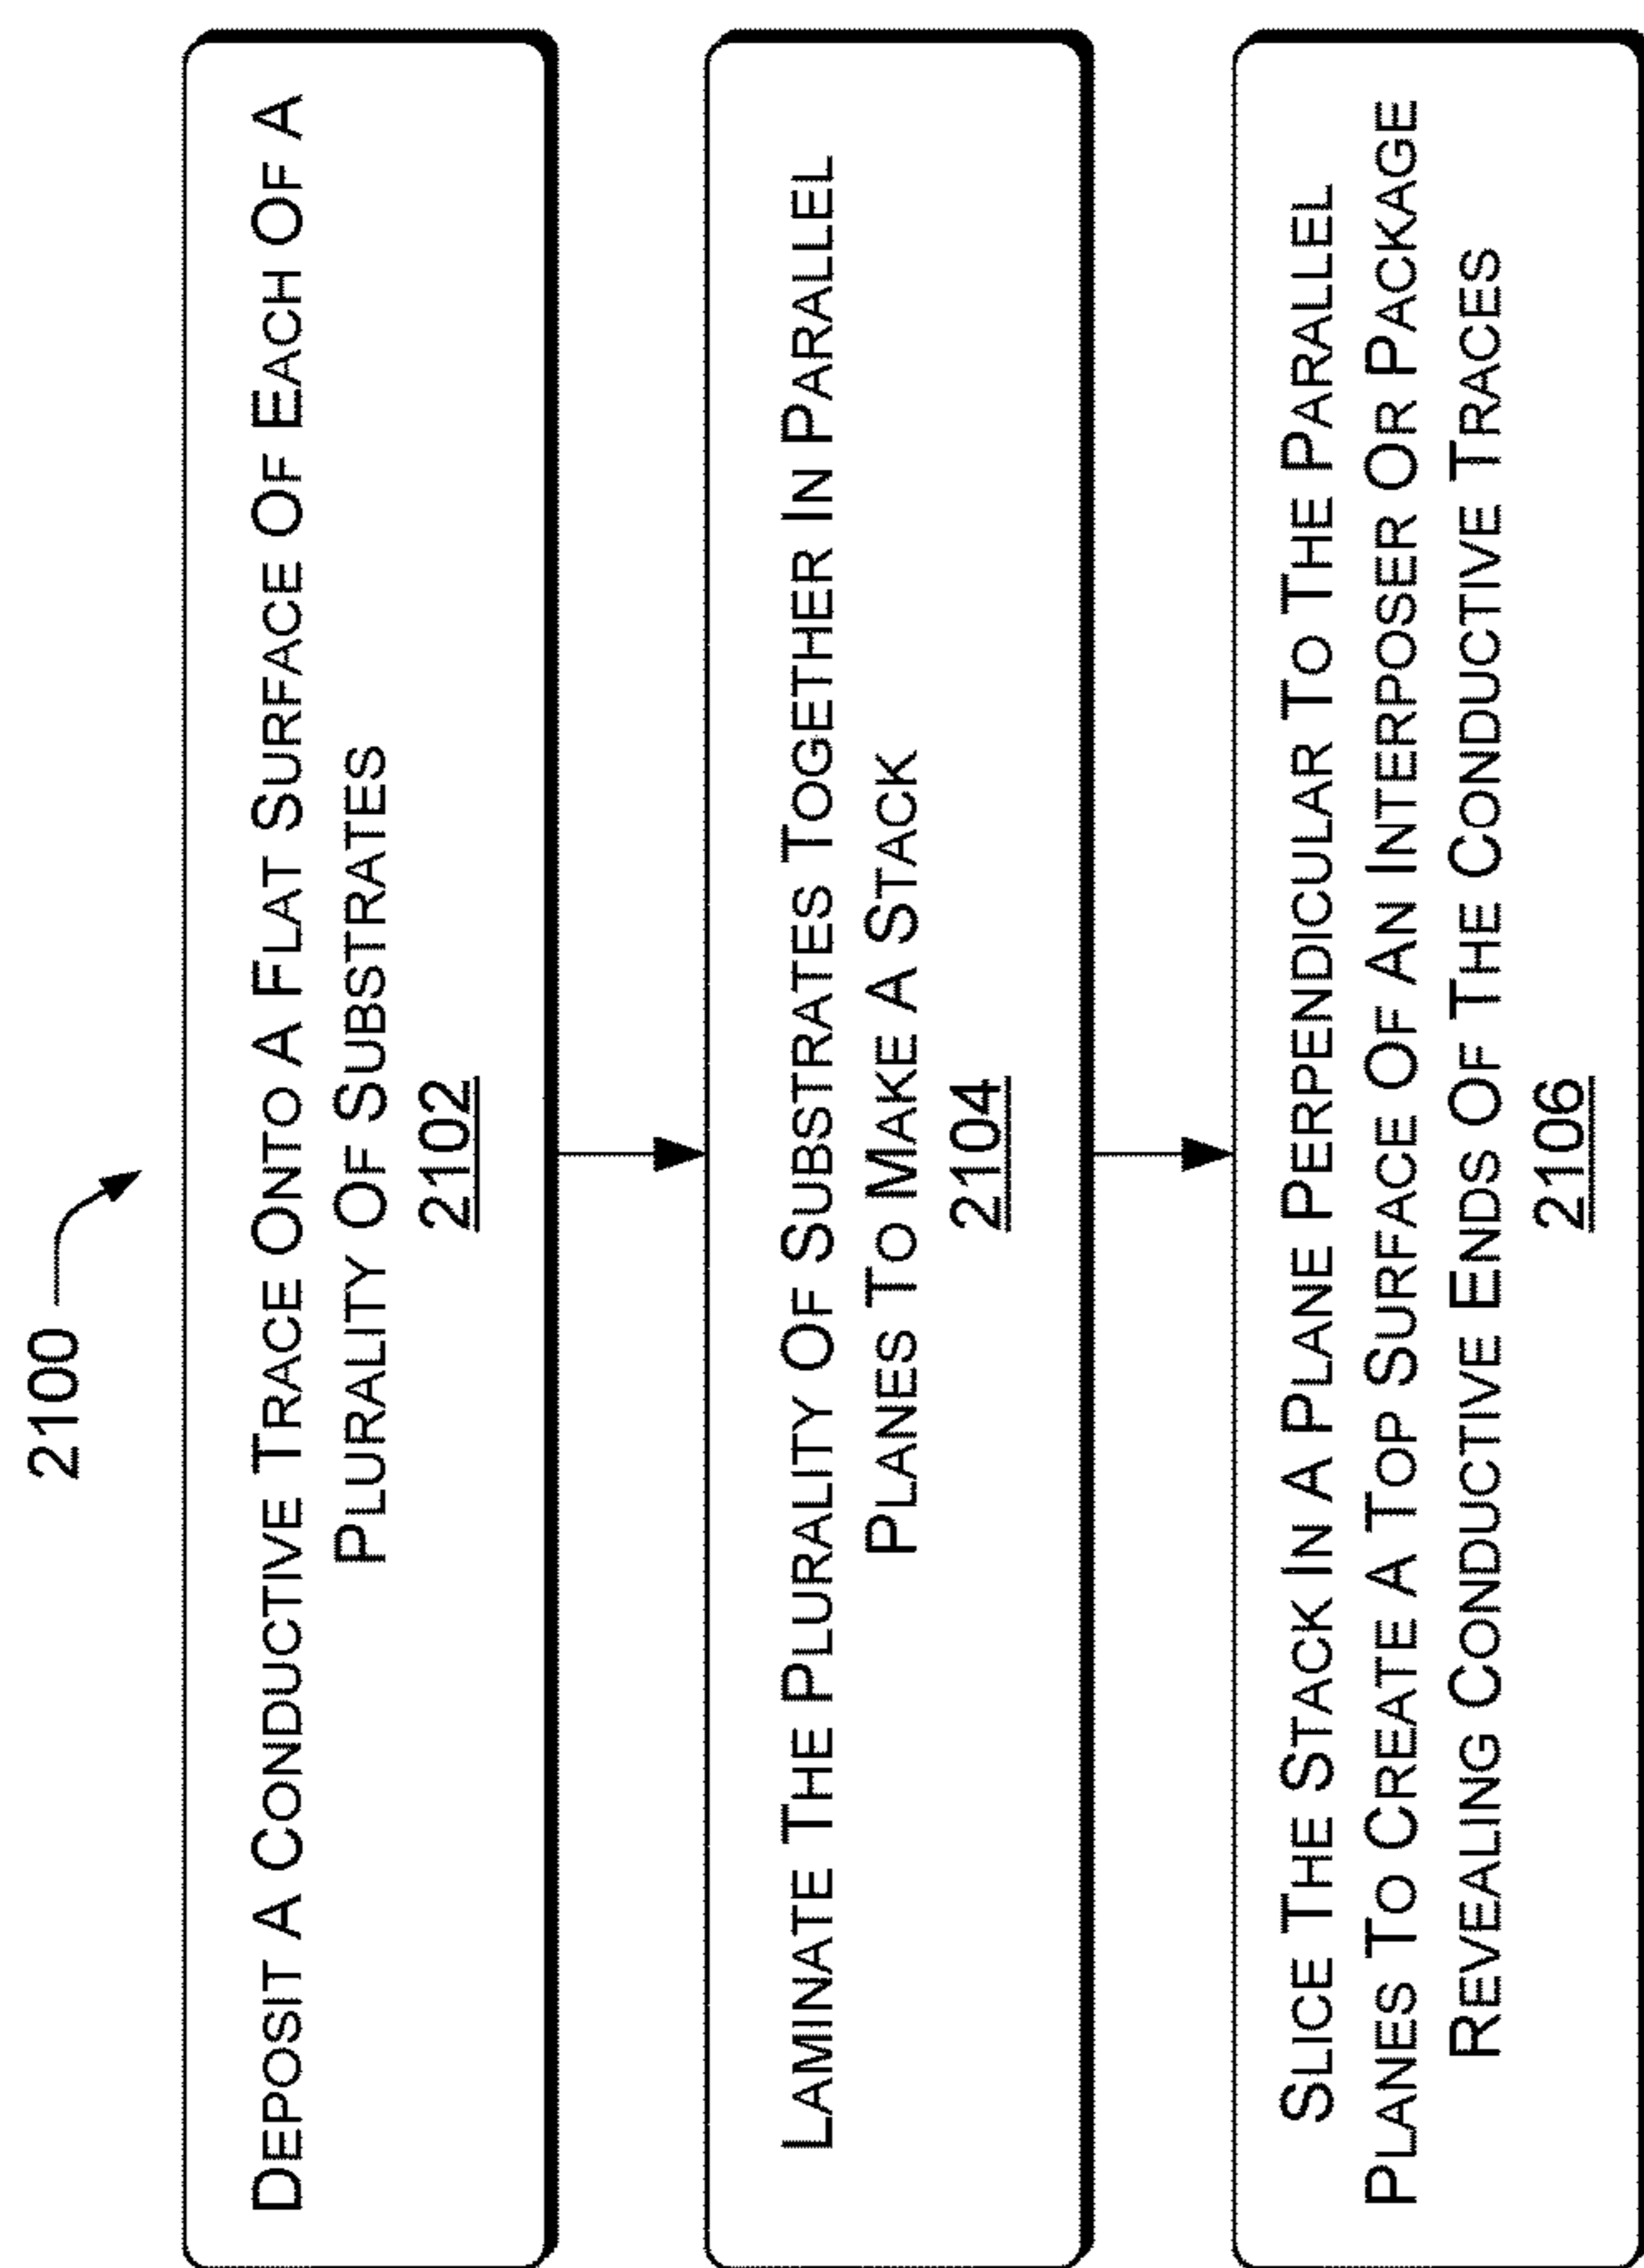 2100
DEPOSIT A CONDUCTIVE TRACE ONTO A FLAT SURFACE OF EACH OF A
PLURALITY OF SUBSTRATES
2102
LAMINATE THE PLURALITY OF SUBSTRATES TOGETHER IN PARALLEL
PLANES TO MAKE A STACK
2104
SLICE THE STACK IN A PLANE PERPENDICULAR TO THE PARALLEL
PLANES TO CREATE A TOP SURFACE OF AN INTERPOSER OR PACKAGE
REVEALING CONDUCTIVE ENDS OF THE CONDUCTIVE TRACES
2106